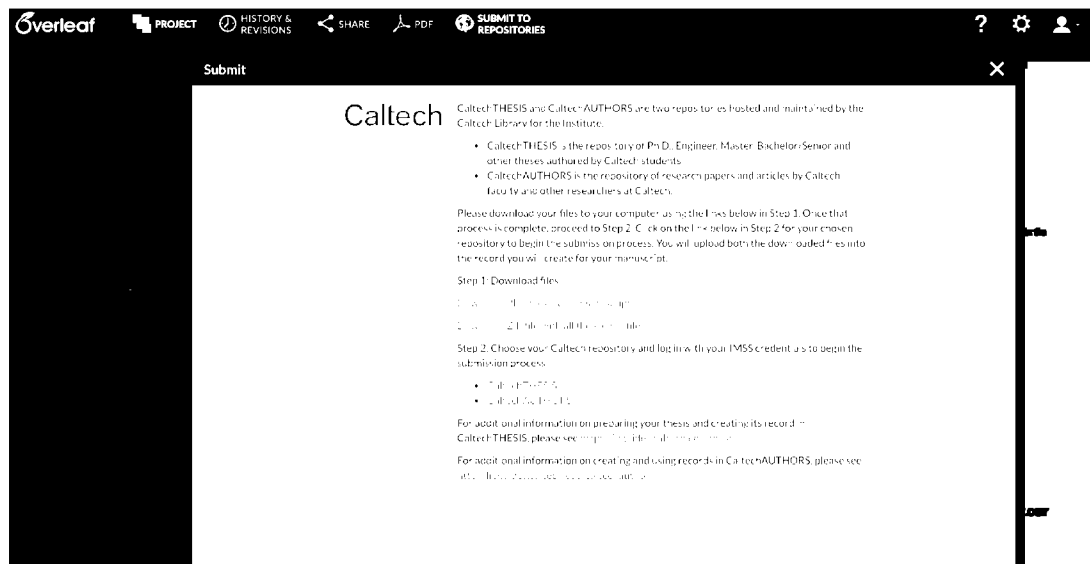 Overleaf PROJECT HISTORY & REVISIONS SHARE PDF SUBMIT TO REPOSITORIES ?
Submit
Caltech
CaltechTHESIS and CaltechAUTHORS are two repositories hosted and maintained by the
Caltech Library for the Institute.
• CaltechTHESIS is the repository of Ph.D., Engineer, Master, Bachelor/Senior and
other theses authored by Caltech students
• CaltechAUTHORS is the repository of research papers and articles by Caltech
faculty and other researchers at Caltech.
Please download your files to your computer using the links below in Step 1. Once that
process is complete, proceed to Step 2. Click on the link below in Step 2 for your chosen
repository to begin the submission process. You will upload both the downloaded files into
the record you will create for your manuscript.
Step 1: Download files
Step 2: Choose your Caltech repository and log in with your IMSS credentials to begin the
submission process
• CaltechTHESIS
• CaltechAUTHORS
For additional information on preparing your thesis and creating its record in
CaltechTHESIS, please see
For additional information on creating and using records in CaltechAUTHORS, please see